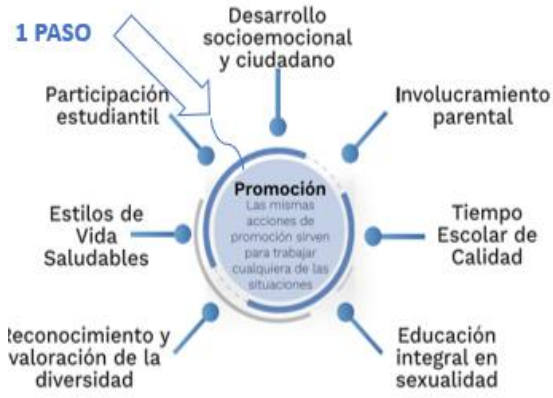 1 PASO
Desarrollo
socioemocional
y ciudadano
Participación
estudiantil
Involucramiento
parental
Promoción
Las mismas
acciones de
promoción sirven
para trabajar
cualquiera de las
situaciones
Estilos de
Vida
Saludables
Tiempo
Escolar de
Calidad
econocimiento y
valoración de la
diversidad
Educación
integral en
sexualidad